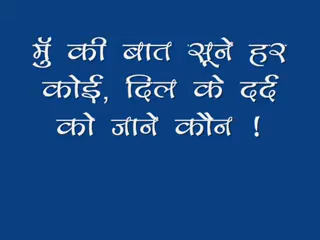 मुँ की बात सूने हर
कोई, दिल के दर्द
को जाने कौन !